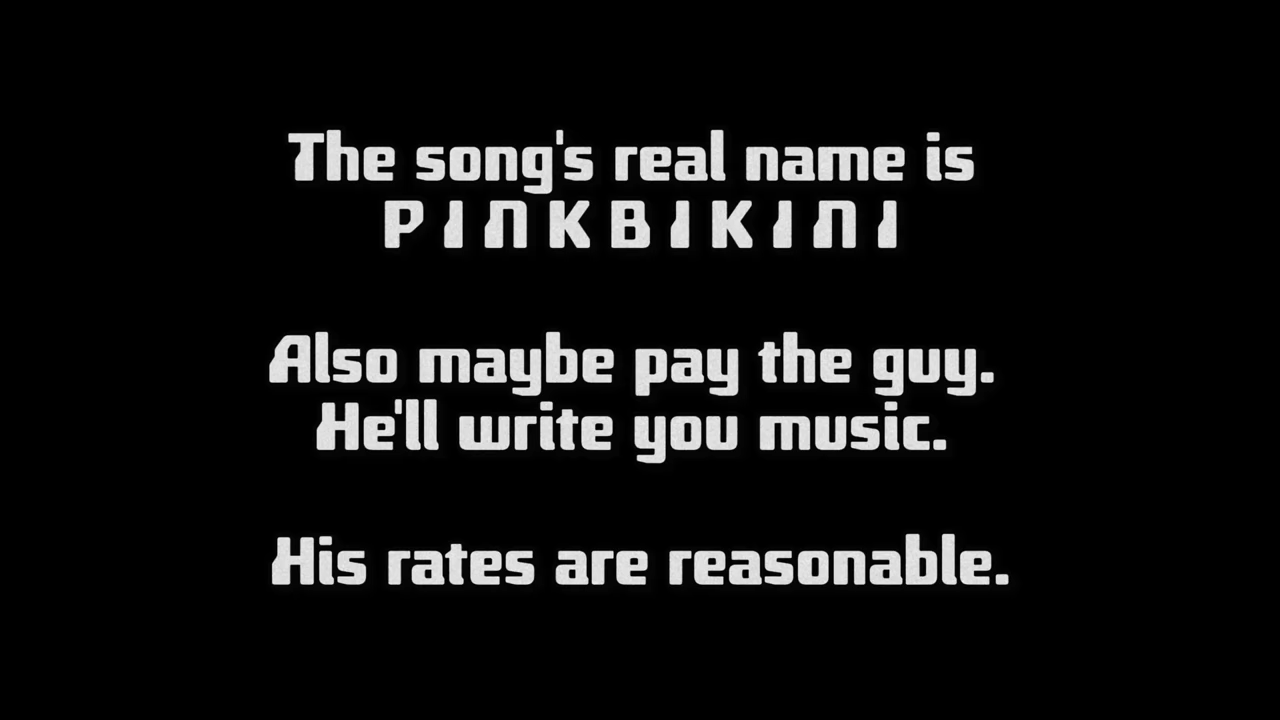 The song's real name is
P I N K B I K I N I
Also maybe pay the guy.
He'll write you music.
His rates are reasonable.